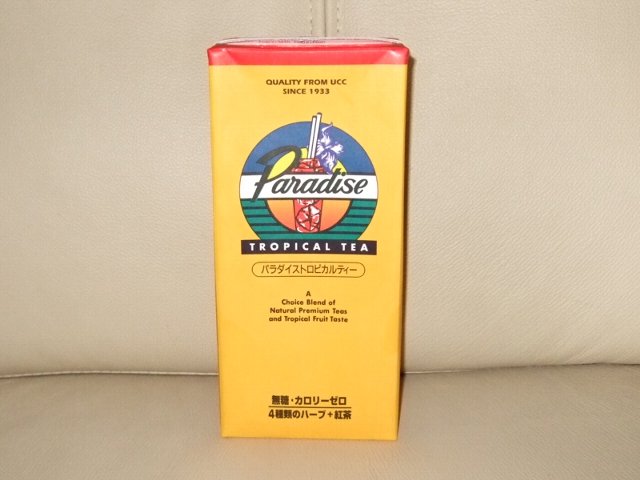 QUALITY FROM UCC
SINCE 1933
Paradise
TROPICAL TEA
パラダイストロピカルティー
A
Choice Blend of
Natural Premium Teas
and Tropical Fruit Taste
無糖・カロリーゼロ
4種類のハーブ+紅茶